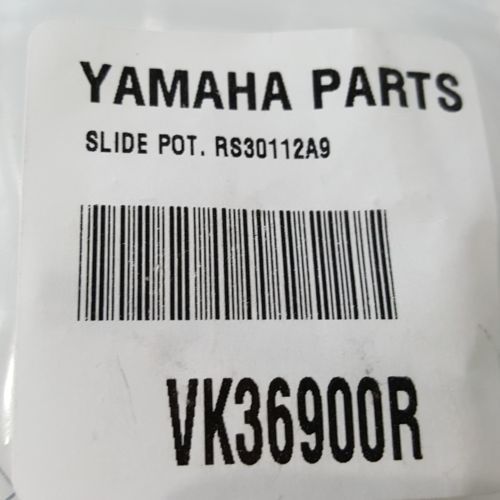 YAMAHA PARTS
SLIDE POT. RS30112A9
VK36900R